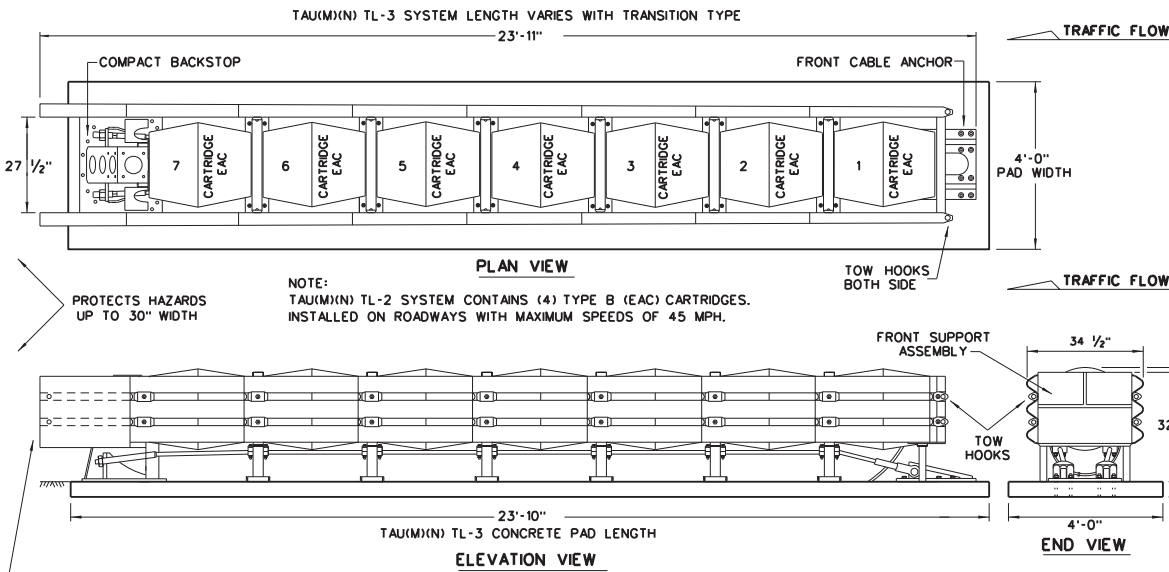 TAU(M)(N) TL-3 SYSTEM LENGTH VARIES WITH TRANSITION TYPE
23'-11"
TRAFFIC FLOW
COMPACT BACKSTOP
FRONT CABLE ANCHOR
27 ½"
7
CARTRIDGE
EAC
6
CARTRIDGE
EAC
5
CARTRIDGE
EAC
4
CARTRIDGE
EAC
3
CARTRIDGE
EAC
2
CARTRIDGE
EAC
1
CARTRIDGE
EAC
4'-0"
PAD WIDTH
PLAN VIEW
TOW HOOKS
BOTH SIDE
TRAFFIC FLOW
PROTECTS HAZARDS
UP TO 30" WIDTH
NOTE:
TAU(M)(N) TL-2 SYSTEM CONTAINS (4) TYPE B (EAC) CARTRIDGES.
INSTALLED ON ROADWAYS WITH MAXIMUM SPEEDS OF 45 MPH.
FRONT SUPPORT
ASSEMBLY
34 ½"
32
TOW
HOOKS
23'-10"
TAU(M)(N) TL-3 CONCRETE PAD LENGTH
ELEVATION VIEW
4'-0"
END VIEW